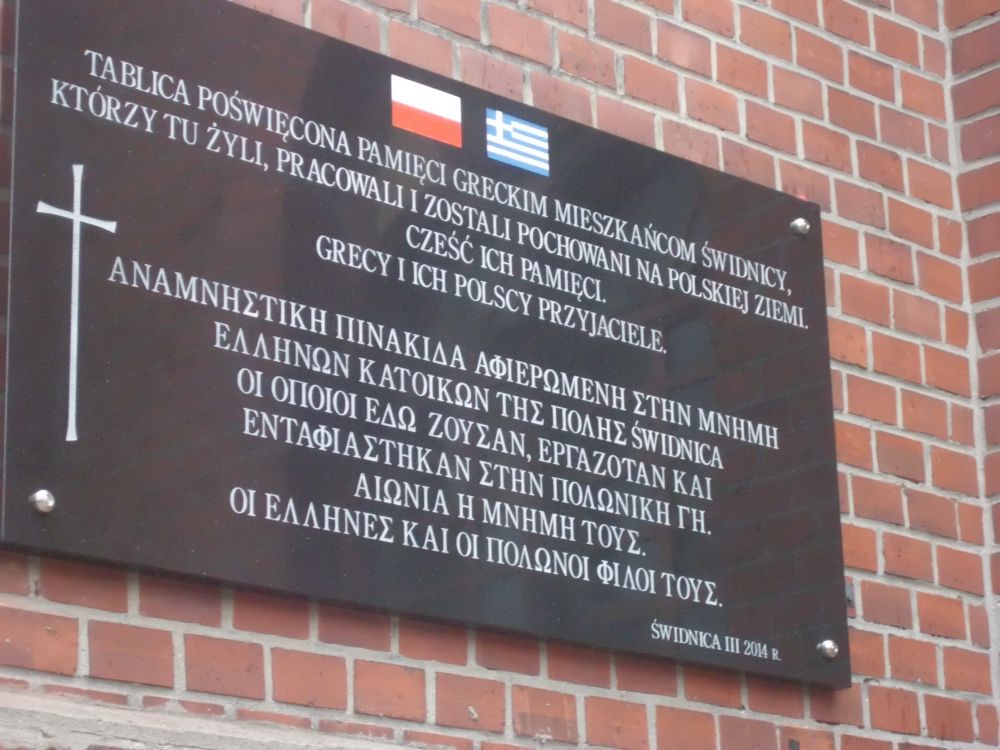 TABLICA POŚWIĘCONA PAMIĘCI GRECKIM MIESZKAŃCOM ŚWIDNICY,
KTÓRZY TU ŻYLI, PRACOWALI I ZOSTALI POCHOWANI NA POLSKIEJ ZIEMI.
CZEŚĆ ICH PAMIĘCI.
GRECY I ICH POLSCY PRZYJACIELE.
ΑΝΑΜΝΗΣΤΙΚΗ ΠΙΝΑΚΙΔΑ ΑΦΙΕΡΩΜΕΝΗ ΣΤΗΝ ΜΝΗΜΗ
ΕΛΛΗΝΩΝ ΚΑΤΟΙΚΩΝ ΤΗΣ ΠΟΛΗΣ ŚWIDNICA
ΟΙ ΟΠΟΙΟΙ ΕΔΩ ΖΟΥΣΑΝ, ΕΡΓΑΖΟΤΑΝ ΚΑΙ
ΕΝΤΑΦΙΑΣΤΗΚΑΝ ΣΤΗΝ ΠΟΛΩΝΙΚΗ ΓΗ.
ΑΙΩΝΙΑ Η ΜΝΗΜΗ ΤΟΥΣ.
ΟΙ ΕΛΛΗΝΕΣ ΚΑΙ ΟΙ ΠΟΛΩΝΟΙ ΦΙΛΟΙ ΤΟΥΣ.
ŚWIDNICA III 2014 R.